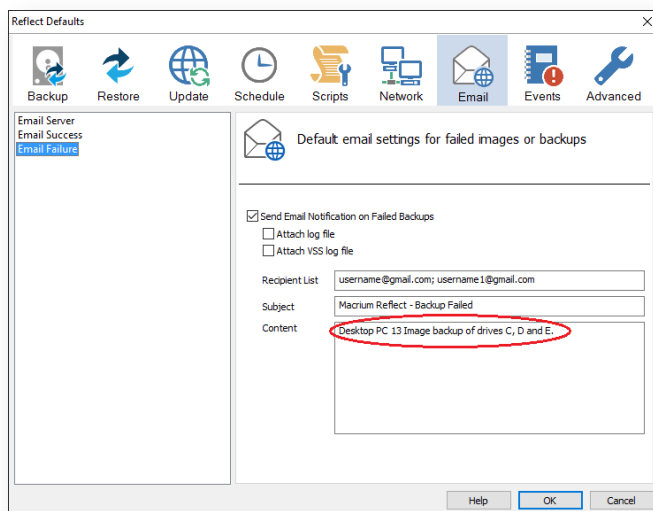 Reflect Defaults
Backup Restore Update Schedule Scripts Network Email Events Advanced
Email Server
Email Success
Email Failure
Default email settings for failed images or backups
Send Email Notification on Failed Backups
Attach log file
Attach VSS log file
Recipient List username@gmail.com; username1@gmail.com
Subject Macrium Reflect - Backup Failed
Content Desktop PC 13 Image backup of drives C, D and E.
Help OK Cancel